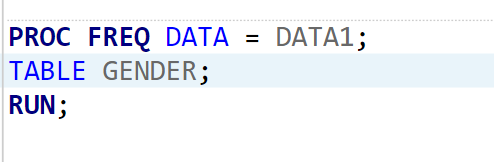 PROC FREQ DATA = DATA1;
TABLE GENDER;
RUN;